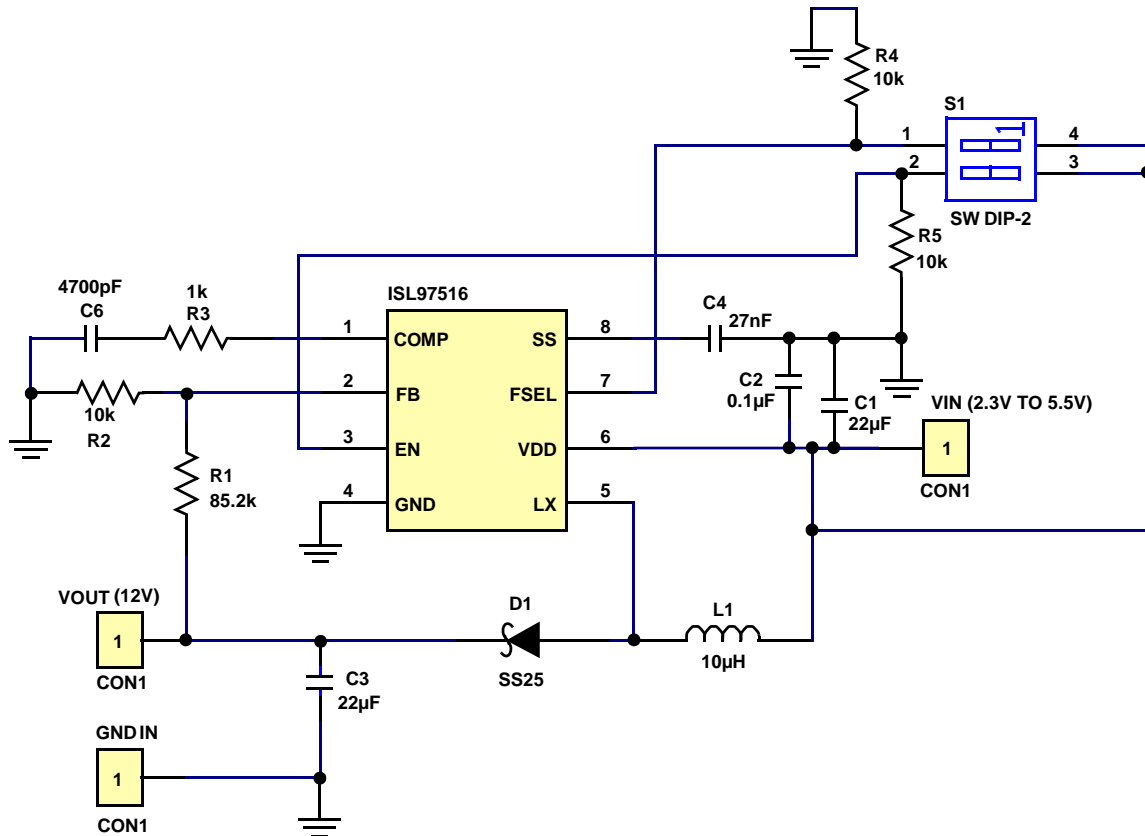 R4
10k
S1
1
4
2
3
1
SW DIP-2
R5
10k
4700pF
C6
1k
R3
ISL97516
C4
27nF
1
COMP
SS
8
2
FB
FSEL
7
3
EN
VDD
6
4
GND
LX
5
10k
R2
C2
0.1µF
C1
22µF
VIN (2.3V TO 5.5V)
1
CON1
R1
85.2k
VOUT (12V)
1
CON1
D1
SS25
L1
10µH
C3
22µF
GND IN
1
CON1